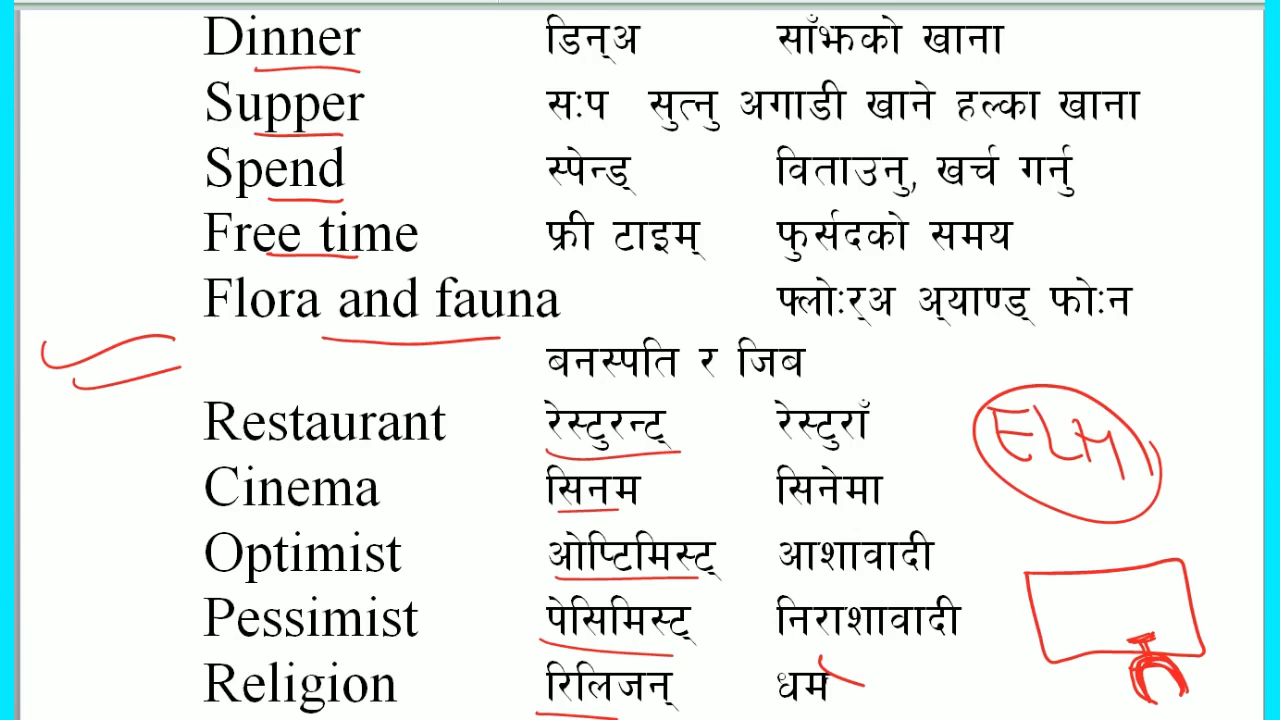 Dinner डिन्अ साँझको खाना
Supper सःप सुत्नु अगाडी खाने हल्का खाना
Spend स्पेन्ड् विताउनु, खर्च गर्नु
Free time फ्री टाइम् फुर्सदको समय
Flora and fauna फ्लोःर्अ अ्याण्ड् फोःन
बनस्पति र जिब
Restaurant रेस्टुरन्ट् रेस्टुराँ
Cinema सिनम सिनेमा
Optimist ओप्टिमिस्ट् आशावादी
Pessimist पेसिमिस्ट् निराशावादी
Religion रिलिजन् धम